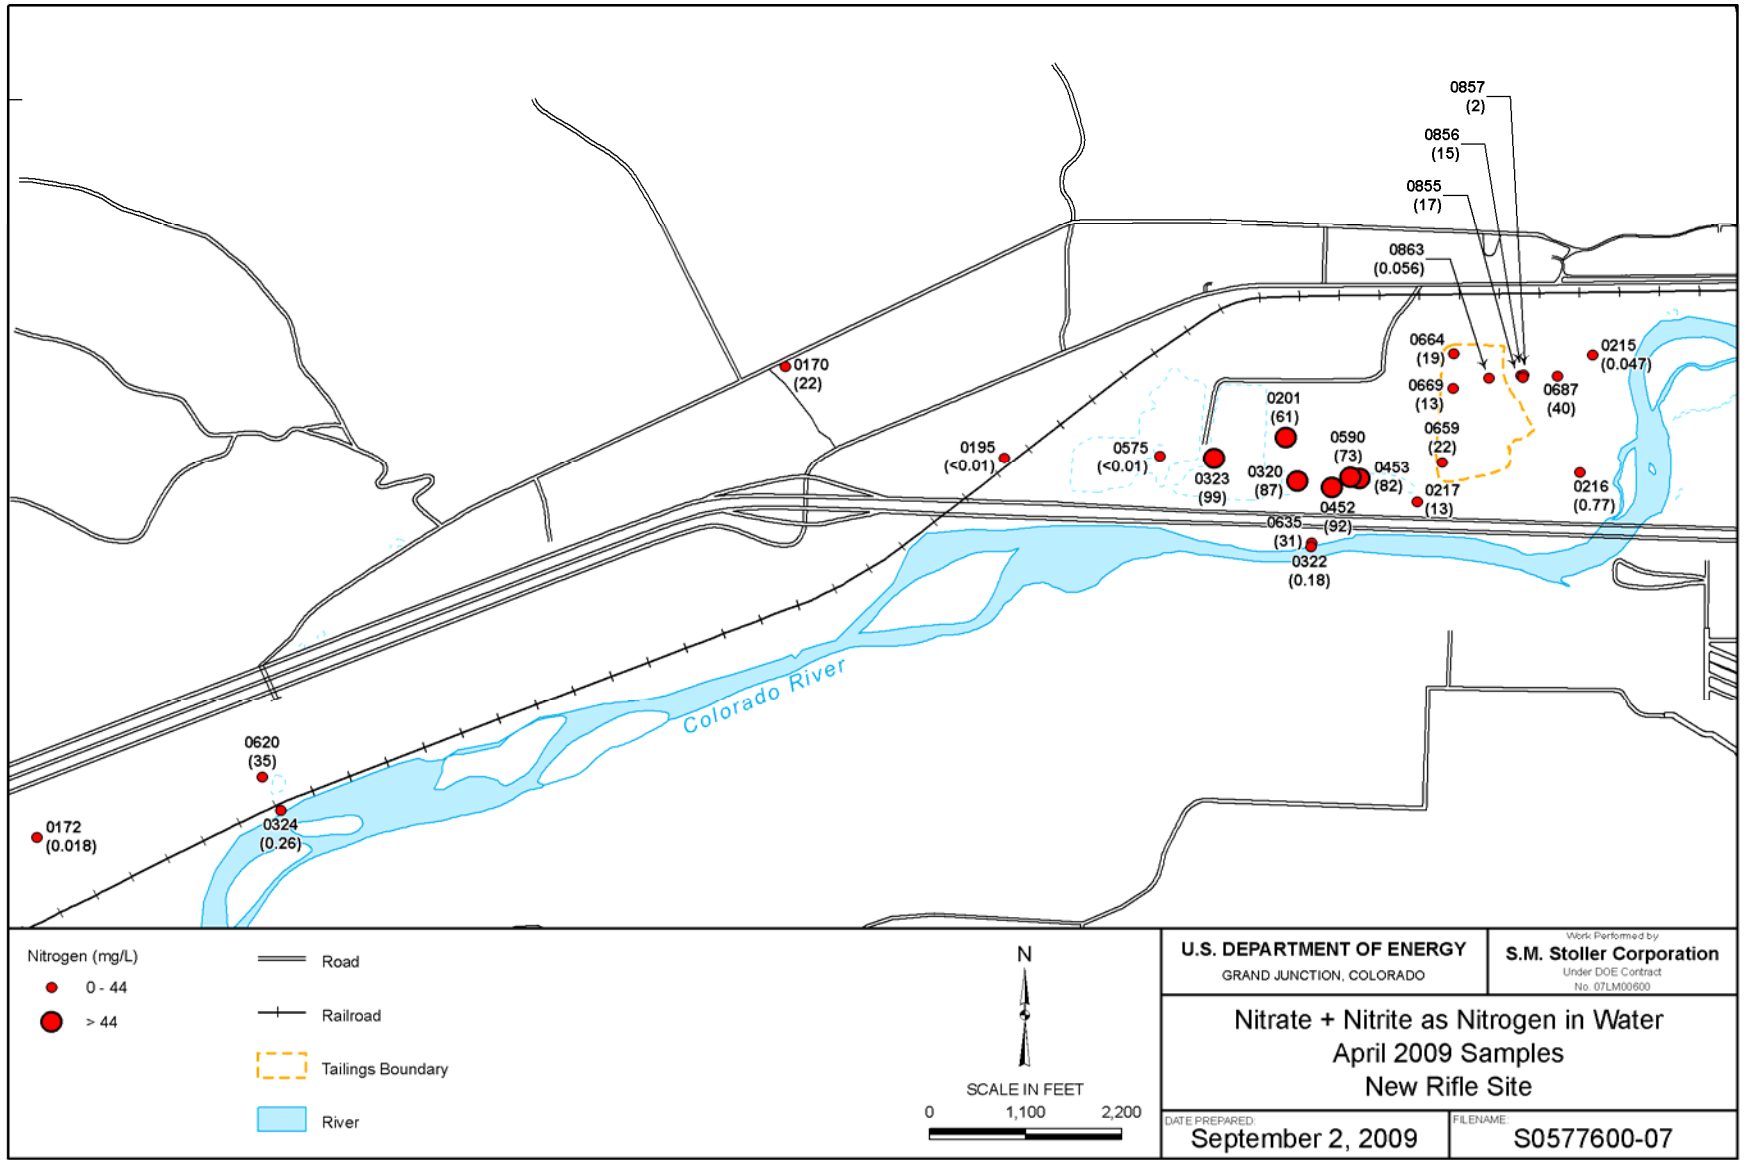 0857
(2)
0856
(15)
0855
(17)
0863
(0.056)
0664
(19)
0215
(0.047)
0170
(22)
0669
(13)
0687
(40)
0201
(61)
0659
(22)
0195
(<0.01)
0575
(<0.01)
0590
(73)
0323
(99)
0320
(87)
0453
(82)
0217
(13)
0216
(0.77)
0452
(92)
0635
(31)
0322
(0.18)
Colorado River
0620
(35)
0324
(0.26)
0172
(0.018)
Nitrogen (mg/L)
0 - 44
> 44
Road
Railroad
Tailings Boundary
River
N
SCALE IN FEET
0 1,100 2,200
U.S. DEPARTMENT OF ENERGY
GRAND JUNCTION, COLORADO
Work Performed by
S.M. Stoller Corporation
Under DOE Contract
No. 07LM00600
Nitrate + Nitrite as Nitrogen in Water
April 2009 Samples
New Rifle Site
DATE PREPARED:
September 2, 2009
FILENAME:
S0577600-07